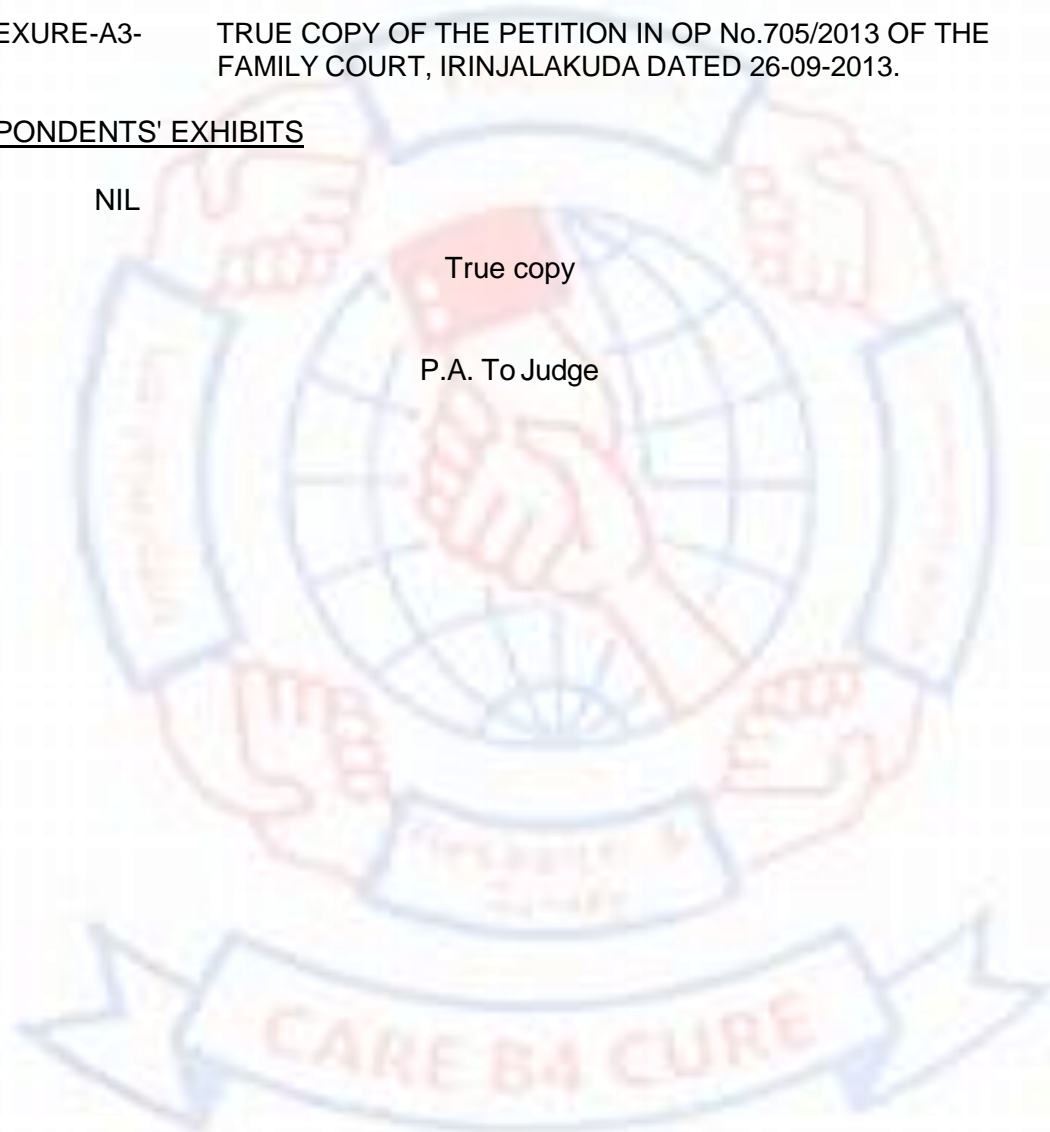 EXURE-A3- TRUE COPY OF THE PETITION IN OP No.705/2013 OF THE
FAMILY COURT, IRINJALAKUDA DATED 26-09-2013.
PONDENTS' EXHIBITS
NIL
True copy
P.A. To Judge
CARE B4 CURE